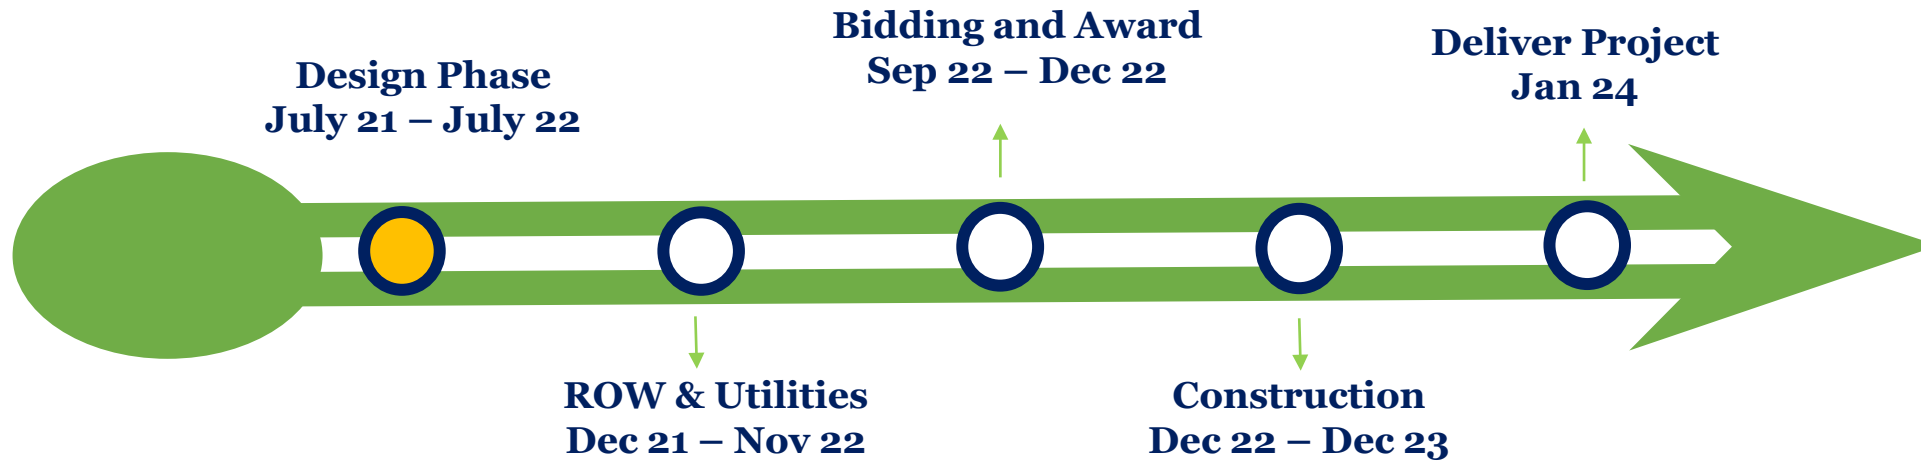 Design Phase
July 21 – July 22
ROW & Utilities
Dec 21 – Nov 22
Bidding and Award
Sep 22 – Dec 22
Construction
Dec 22 – Dec 23
Deliver Project
Jan 24